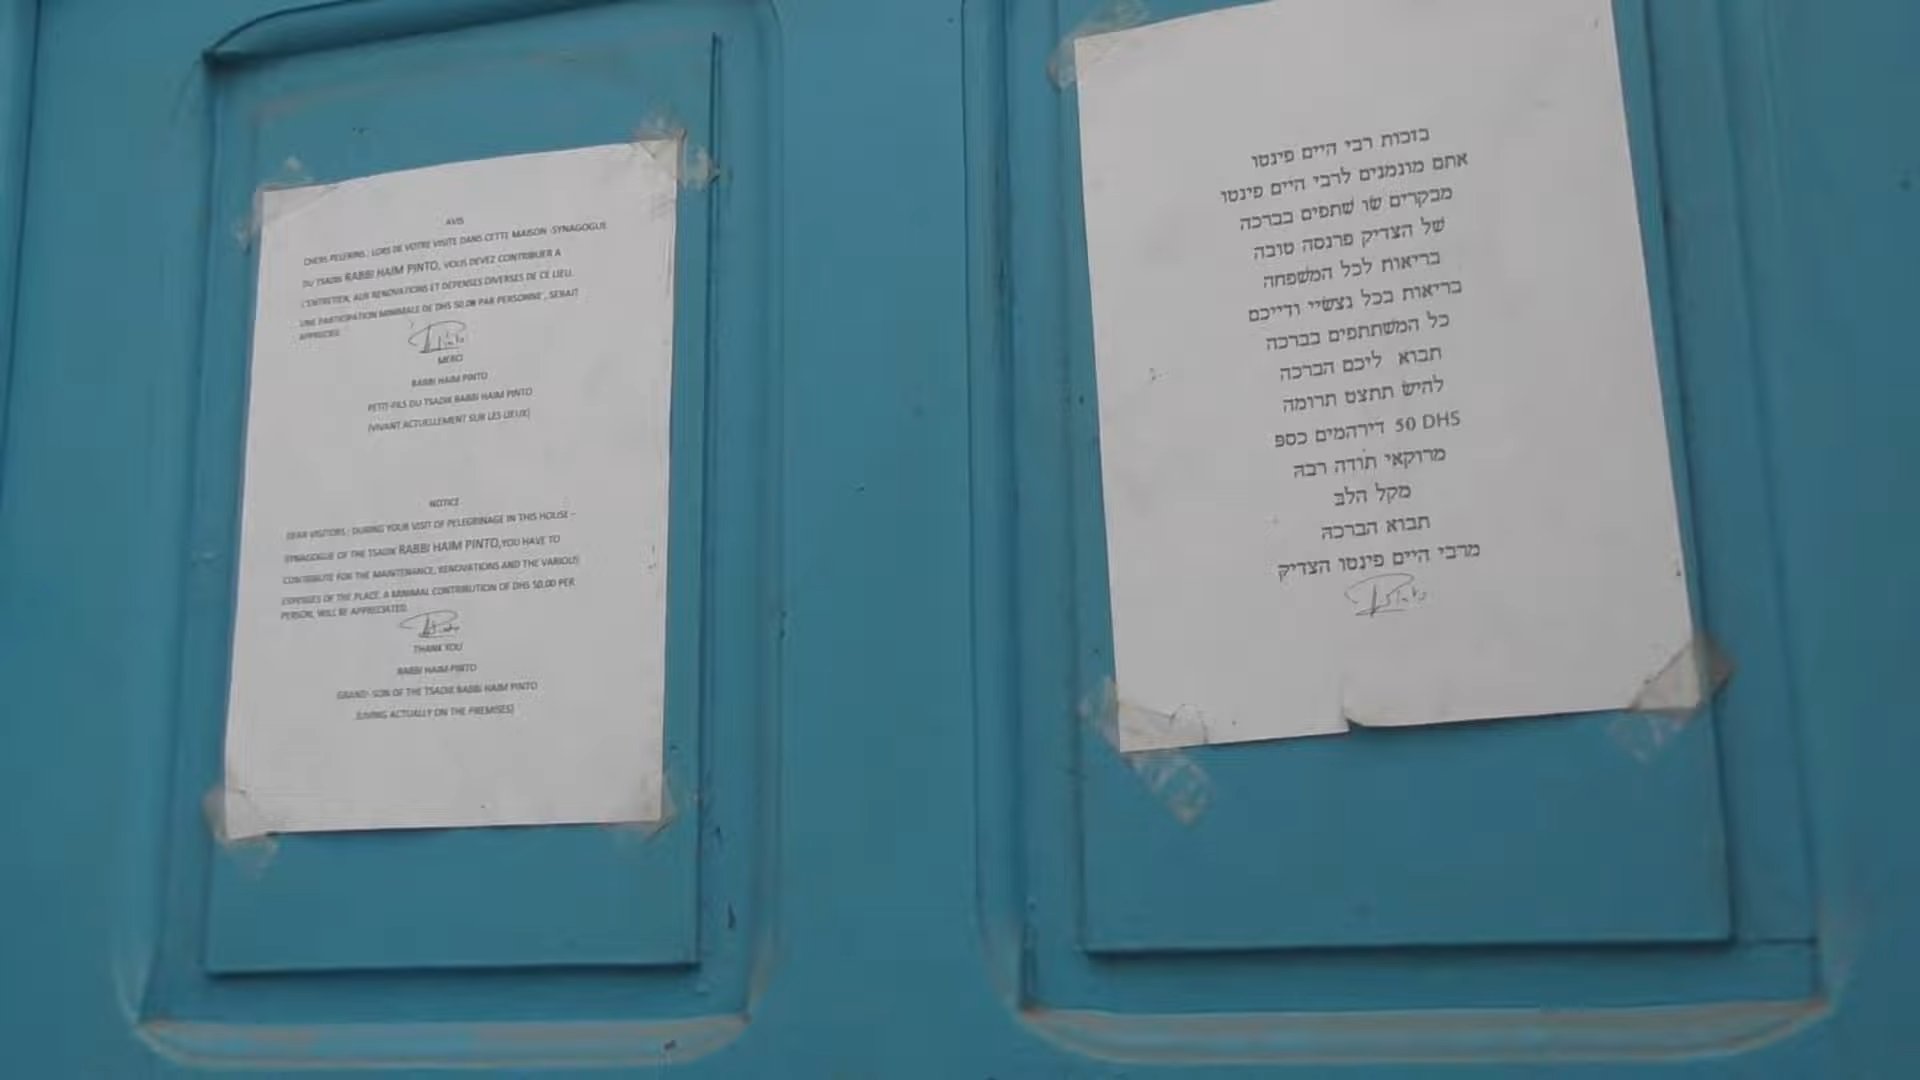 AVIS
CHERS PELERINS ; LORS DE VOTRE VISITE DANS CETTE MAISON -SYNAGOGUE
DU TSADIK RABBI HAIM PINTO, VOUS DEVEZ CONTRIBUER A
L'ENTRETIEN, AUX RENOVATIONS ET DEPENSES DIVERSES DE CE LIEU.
UNE PARTICIPATION MINIMALE DE DHS 50.00 PAR PERSONNE , SERAIT
APPRECIEE.
MERCI
RABBI HAIM PINTO
PETIT-FILS DU TSADIK RABBI HAIM PINTO
(VIVANT ACTUELLEMENT SUR LES LIEUX)
NOTICE
DEAR VISITORS ; DURING YOUR VISIT OF PELEGRINAGE IN THIS HOUSE –
SYNAGOGUE OF THE TSADIK RABBI HAIM PINTO,YOU HAVE TO
CONTRIBUTE FOR THE MAINTENANCE, RENOVATIONS AND THE VARIOUS
EXPENSES OF THE PLACE. A MINIMAL CONTRIBUTION OF DHS 50.00 PER
PERSON, WILL BE APPRECIATED.
THANK YOU
RABBI HAIM PINTO
GRAND- SON OF THE TSADIK RABBI HAIM PINTO
(LIVING ACTUALLY ON THE PREMISES)
בזכות רבי היים פינטו
אתם מונמנים לרבי היים פינטו
מבקרים שו שתפים בברכה
של הצדיק פרנסה טובה
בריאות לכל המשפחה
בריאות בכל נצשיי ודייכם
כל המשתתפים בברכה
תבוא ליכם הברכה
להיש תתצט תרומה
50 DHS דירהמים כספ
מרוקאי תודה רבה
מקל הלב
תבוא הברכה
מרבי היים פינטו הצדיק